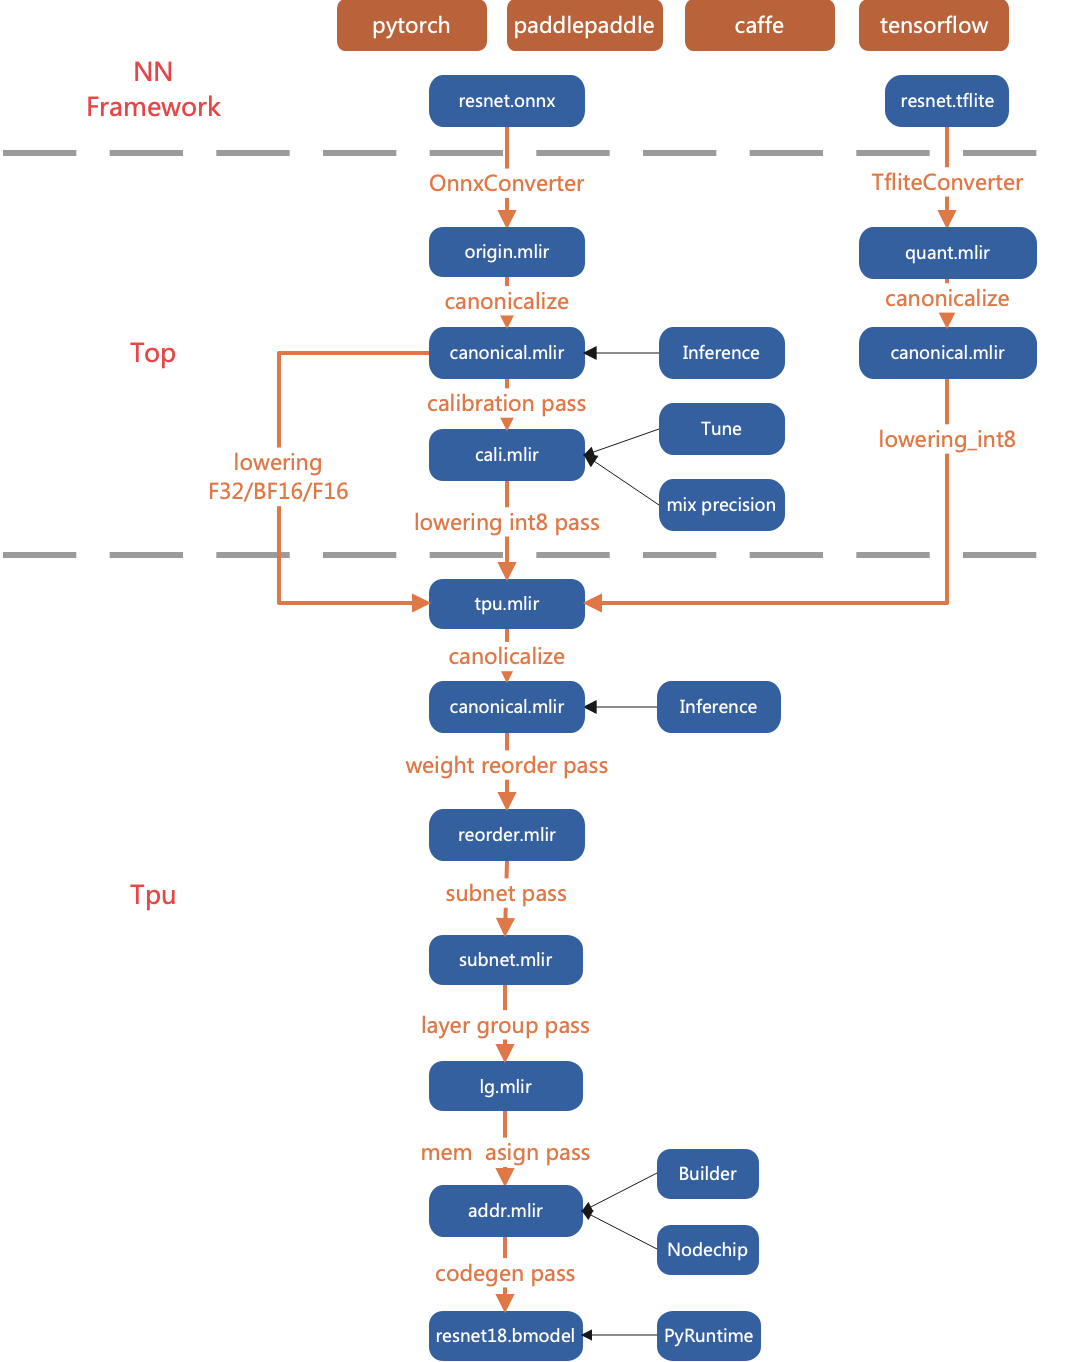 pytorch
paddlepaddle
caffe
tensorflow
NN
Framework
resnet.onnx
resnet.tflite
OnnxConverter
TfliteConverter
origin.mlir
quant.mlir
canonicalize
canonicalize
Top
canonical.mlir
Inference
canonical.mlir
calibration pass
Tune
lowering_int8
cali.mlir
lowering
F32/BF16/F16
mix precision
lowering int8 pass
tpu.mlir
canolicalize
canonical.mlir
Inference
weight reorder pass
reorder.mlir
Tpu
subnet pass
subnet.mlir
layer group pass
lg.mlir
mem  asign pass
Builder
addr.mlir
Nodechip
codegen pass
resnet18.bmodel
PyRuntime